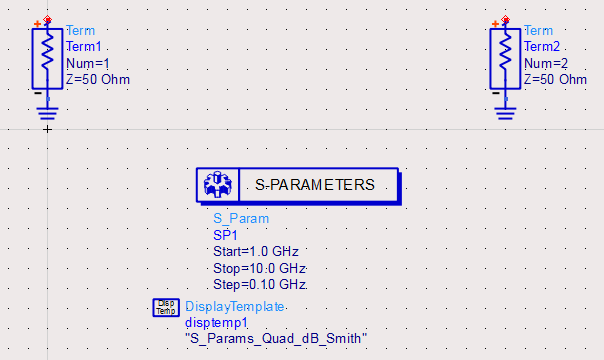 Term
Term1
Num=1
Z=50 Ohm
Term
Term2
Num=2
Z=50 Ohm
S-PARAMETERS
S_Param
SP1
Start=1.0 GHz
Stop=10.0 GHz
Step=0.10 GHz
Disp
Temp
DisplayTemplate
disptemp1
"S_Params_Quad_dB_Smith"